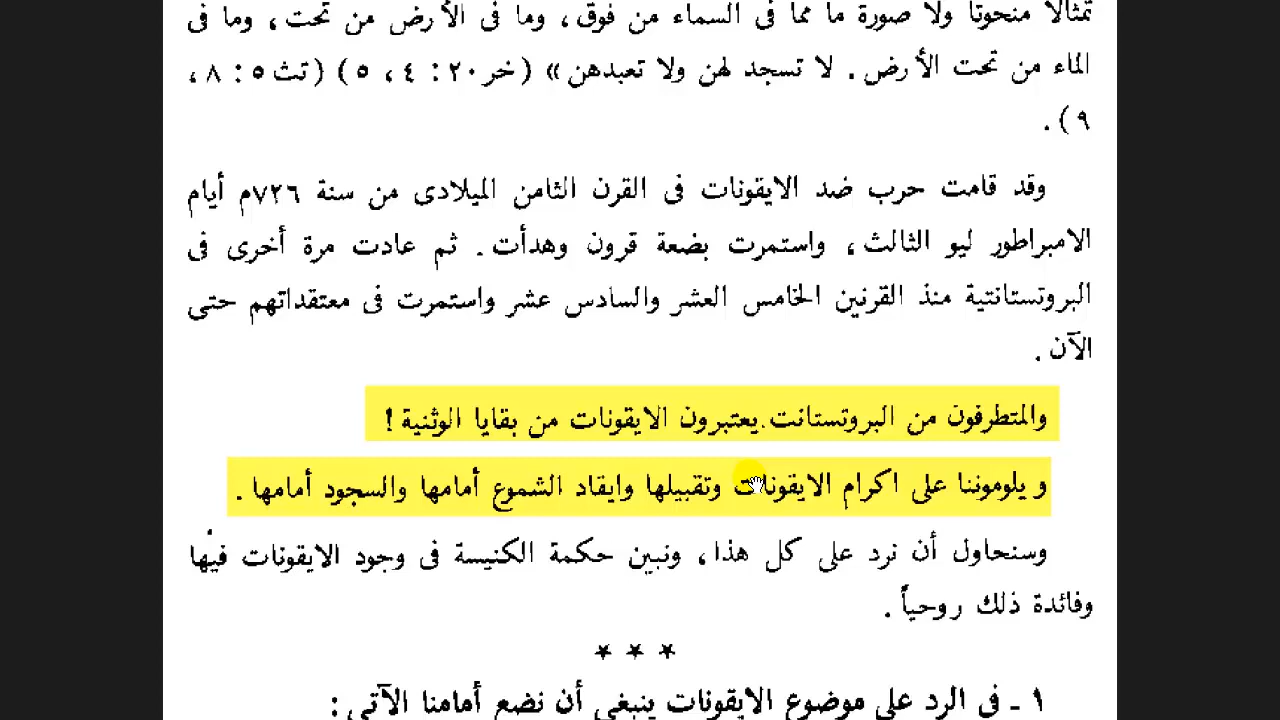 تمثالا منحوتا ولا صورة ما مما فى السماء من فوق، وما فى الأرض من تحت، وما فى
الماء من تحت الأرض. لا تسجد لهن ولا تعبدهن» (خر٢٠: ٤، ٥) (تث٥: ٨،
٩).
وقد قامت حرب ضد الايقونات فى القرن الثامن الميلادى من سنة ٧٢٦م أيام
الامبراطور ليو الثالث، واستمرت بضعة قرون وهدأت. ثم عادت مرة أخرى فى
البروتستانتية منذ القرنين الخامس العشر والسادس عشر واستمرت فى معتقداتهم حتى
الآن.
والمتطرفون من البروتستانت يعتبرون الايقونات من بقايا الوثنية!
ويلوموننا على اكرام الايقونات وتقبيلها وايقاد الشموع أمامها والسجود أمامها.
وسنحاول أن نرد على كل هذا، ونبين حكمة الكنيسة فى وجود الايقونات فيها
وفائدة ذلك روحياً.
★ ★ ★
١ ـ فى الرد على موضوع الايقونات ينبغى أن نضع أمامنا الآتى: